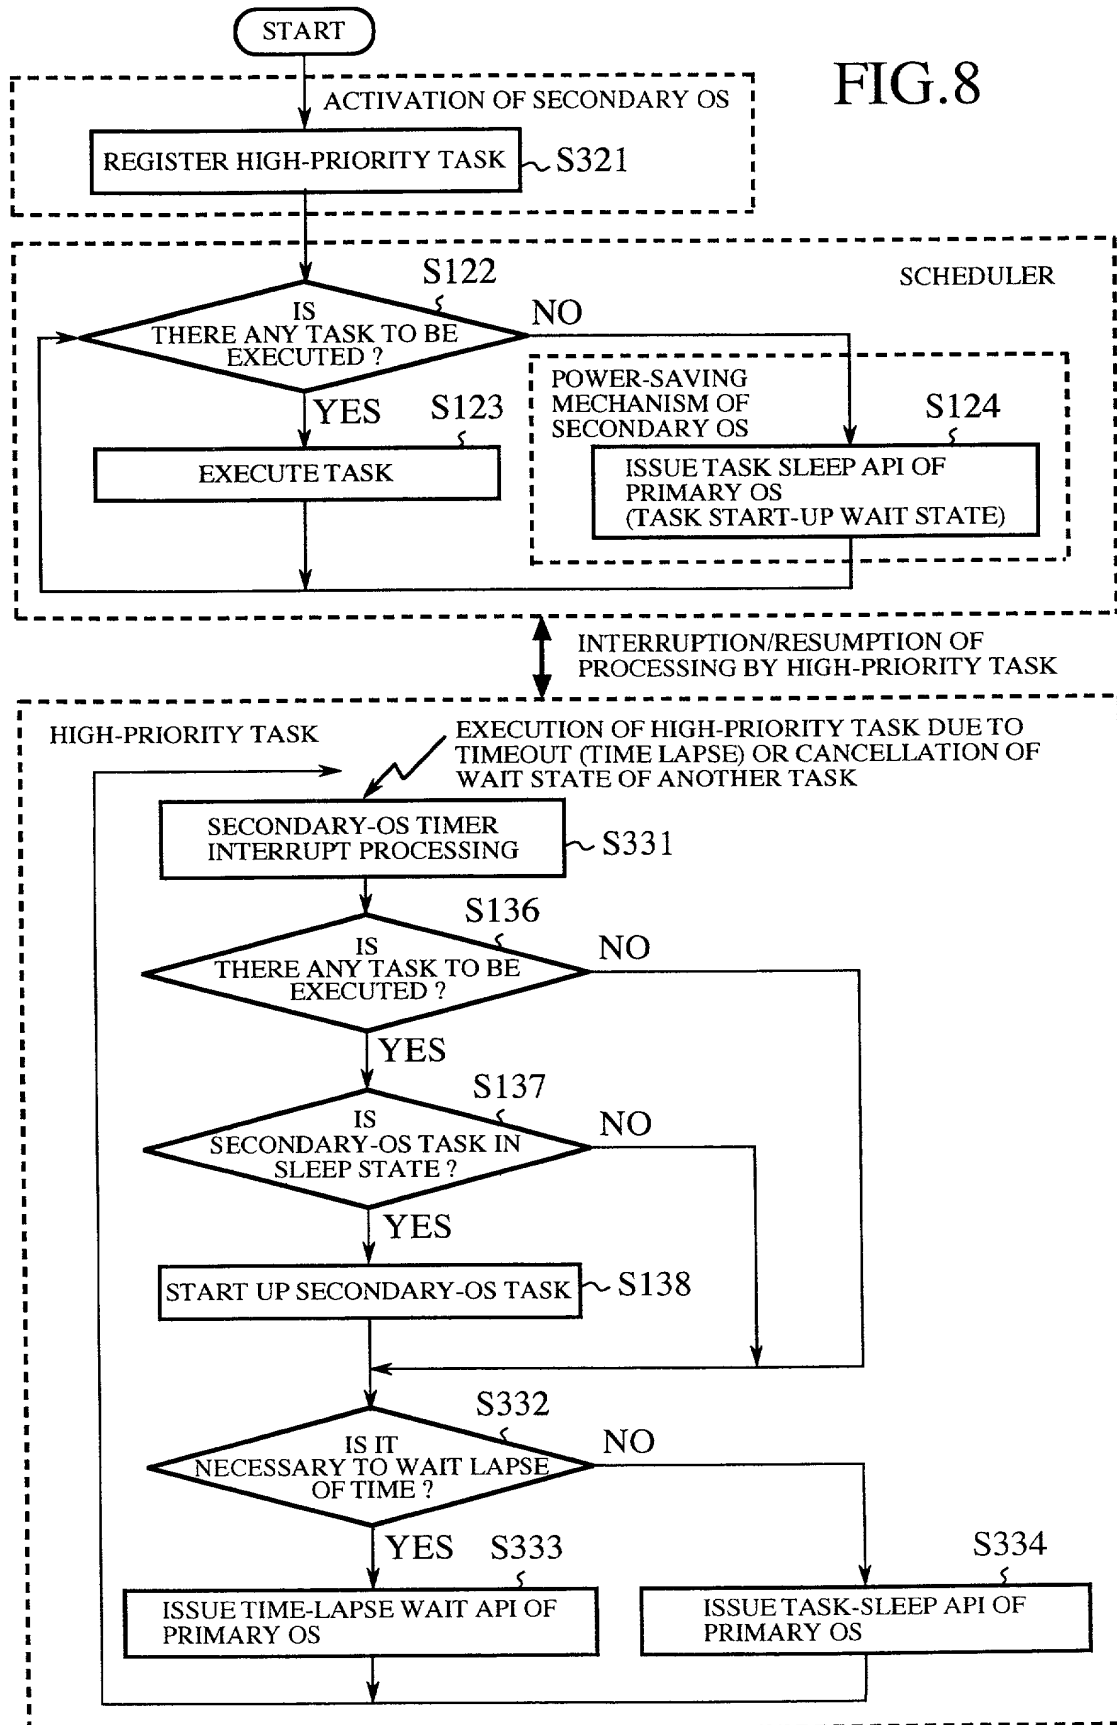 START
FIG.8
ACTIVATION OF SECONDARY OS
REGISTER HIGH-PRIORITY TASK
S321
SCHEDULER
S122
IS
THERE ANY TASK TO BE
EXECUTED ?
NO
YES
S123
EXECUTE TASK
POWER-SAVING
MECHANISM OF
SECONDARY OS
S124
ISSUE TASK SLEEP API OF
PRIMARY OS
(TASK START-UP WAIT STATE)
INTERRUPTION/RESUMPTION OF
PROCESSING BY HIGH-PRIORITY TASK
HIGH-PRIORITY TASK
EXECUTION OF HIGH-PRIORITY TASK DUE TO
TIMEOUT (TIME LAPSE) OR CANCELLATION OF
WAIT STATE OF ANOTHER TASK
SECONDARY-OS TIMER
INTERRUPT PROCESSING
S331
S136
IS
THERE ANY TASK TO BE
EXECUTED ?
NO
YES
S137
IS
SECONDARY-OS TASK IN
SLEEP STATE ?
NO
YES
START UP SECONDARY-OS TASK
S138
S332
IS IT
NECESSARY TO WAIT LAPSE
OF TIME ?
NO
YES
S333
ISSUE TIME-LAPSE WAIT API OF
PRIMARY OS
S334
ISSUE TASK-SLEEP API OF
PRIMARY OS